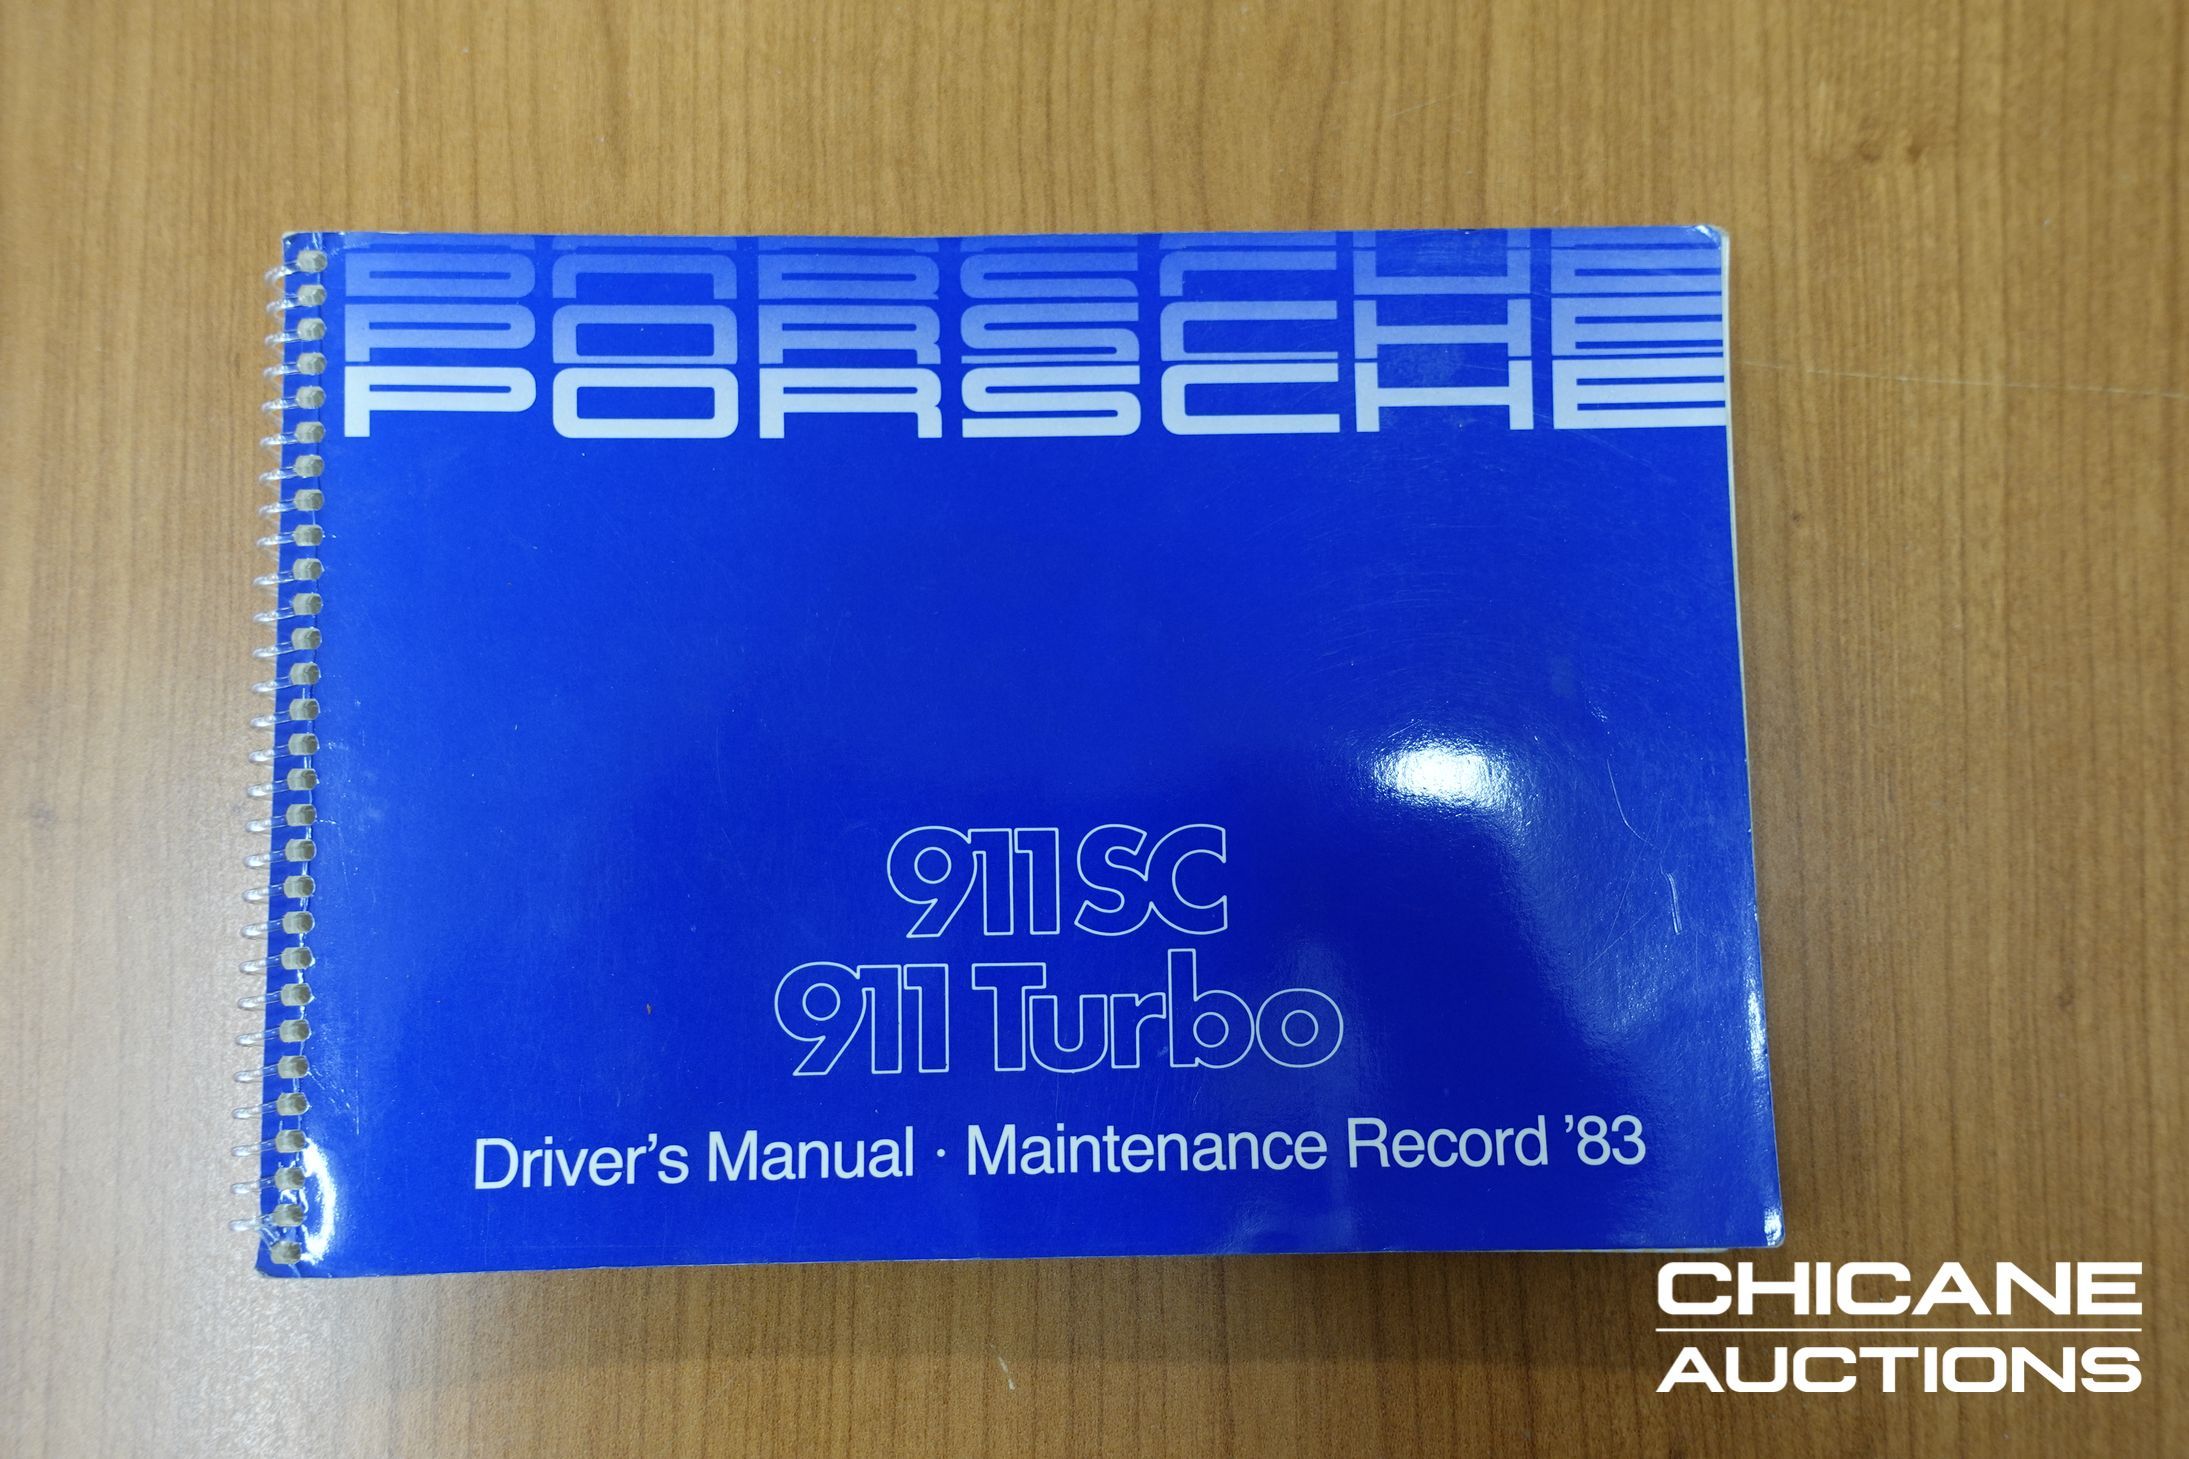 PORSCHE
PORSCHE
PORSCHE
911 SC
911 Turbo
Driver's Manual · Maintenance Record '83
CHICANE
AUCTIONS